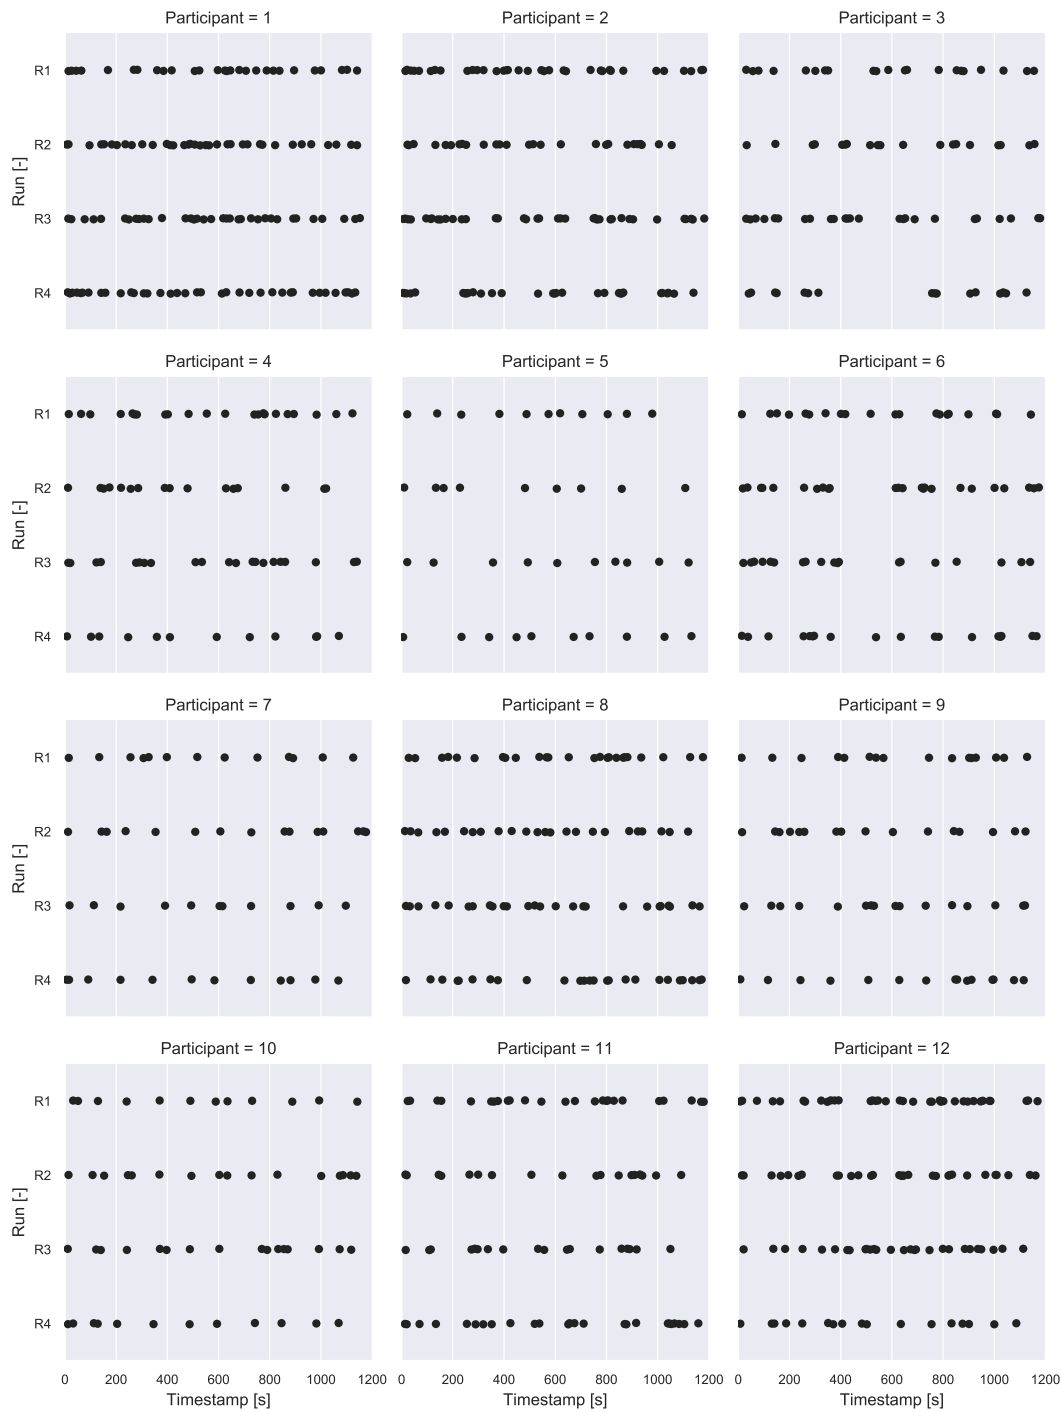 Participant = 1
Participant = 2
Participant = 3
R1
R2
R3
R4
Run [-]
Participant = 4
Participant = 5
Participant = 6
R1
R2
R3
R4
Run [-]
Participant = 7
Participant = 8
Participant = 9
R1
R2
R3
R4
Run [-]
Participant = 10
Participant = 11
Participant = 12
R1
R2
R3
R4
Run [-]
0 200 400 600 800 1000 1200
0 200 400 600 800 1000 1200
0 200 400 600 800 1000 1200
Timestamp [s]
Timestamp [s]
Timestamp [s]